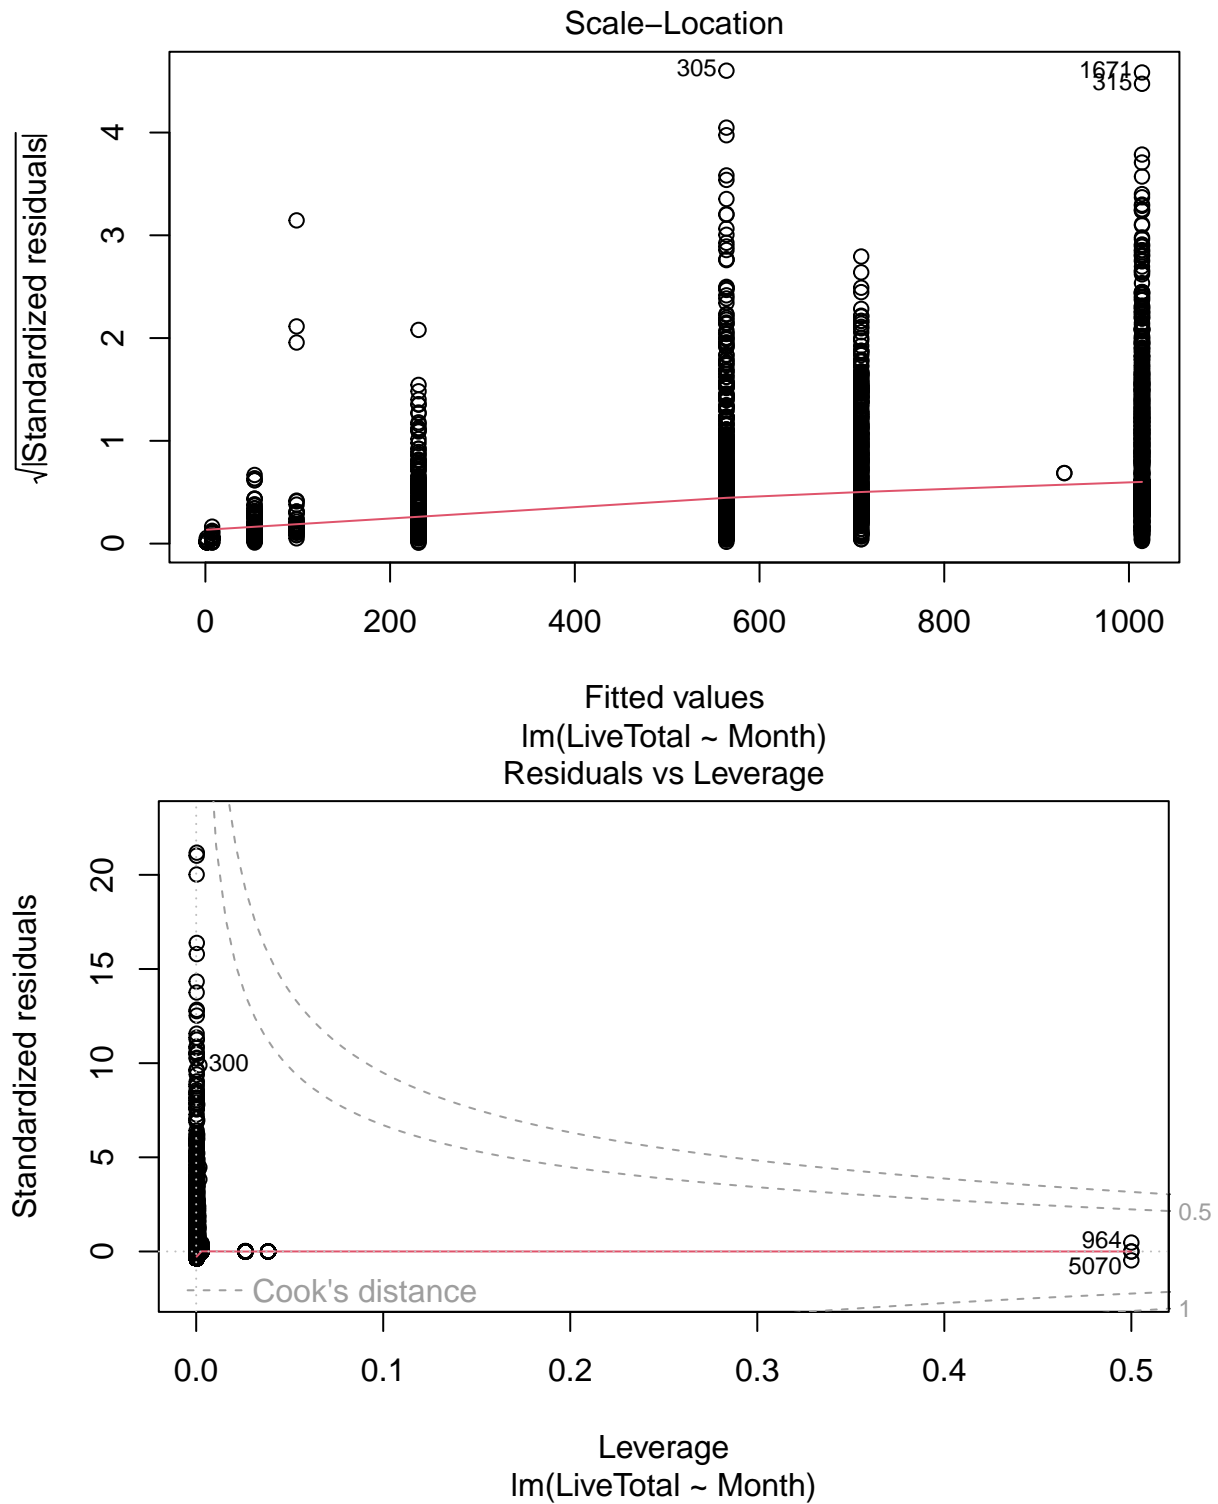 Scale−Location
305
1671
315
√|Standardized residuals|
4
3
2
1
0
0 200 400 600 800 1000
Fitted values
lm(LiveTotal ~ Month)
Residuals vs Leverage
Standardized residuals
20
15
10
5
0
300
964
5070
0.5
1
Cook's distance
0.0 0.1 0.2 0.3 0.4 0.5
Leverage
lm(LiveTotal ~ Month)